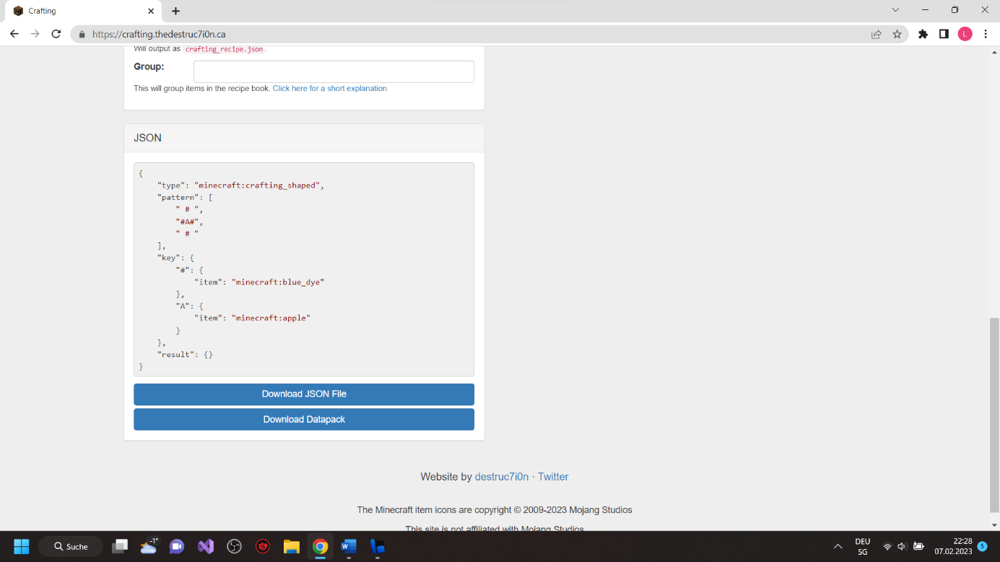 Crafting
https://crafting.thedestruc7i0n.ca
L
Will output as crafting_recipe.json.
Group:
This will group items in the recipe book. Click here for a short explanation.
JSON
{
"type": "minecraft:crafting_shaped",
"pattern": [
" # ",
"#A#",
" # "
],
"key": {
"#": {
"item": "minecraft:blue_dye"
},
"A": {
"item": "minecraft:apple"
}
},
"result": {}
}
Download JSON File
Download Datapack
Website by destruc7i0n · Twitter
The Minecraft item icons are copyright © 2009-2023 Mojang Studios
This site is not affiliated with Mojang Studios
Suche
-1°
W
DEU
SG
22:28
07.02.2023
5